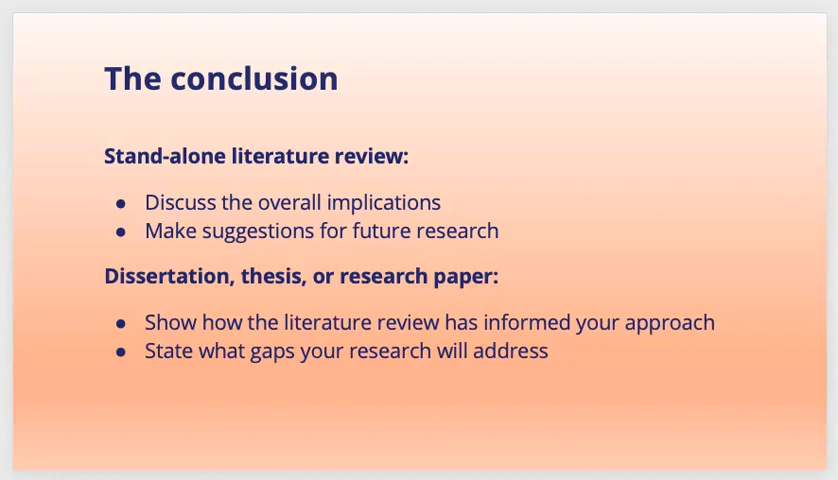 The conclusion
Stand-alone literature review:
● Discuss the overall implications
● Make suggestions for future research
Dissertation, thesis, or research paper:
● Show how the literature review has informed your approach
● State what gaps your research will address